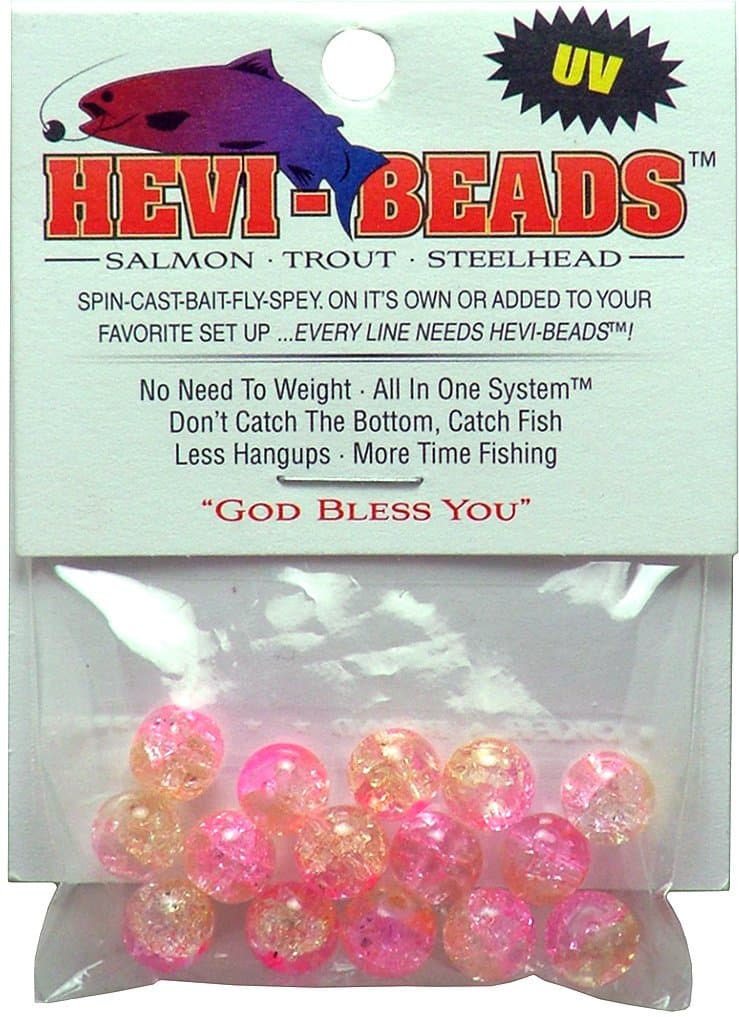 UV
HEVI-BEADS™
SALMON · TROUT · STEELHEAD
SPIN-CAST-BAIT-FLY-SPEY. ON IT'S OWN OR ADDED TO YOUR
FAVORITE SET UP ...EVERY LINE NEEDS HEVI-BEADS™!
No Need To Weight · All In One System™
Don't Catch The Bottom, Catch Fish
Less Hangups · More Time Fishing
"GOD BLESS YOU"